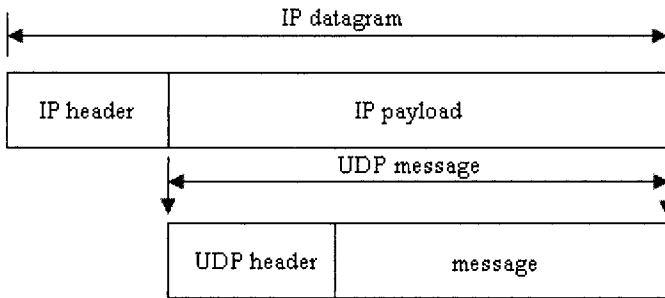 IP datagram
IP header
IP payload
UDP message
UDP header
message